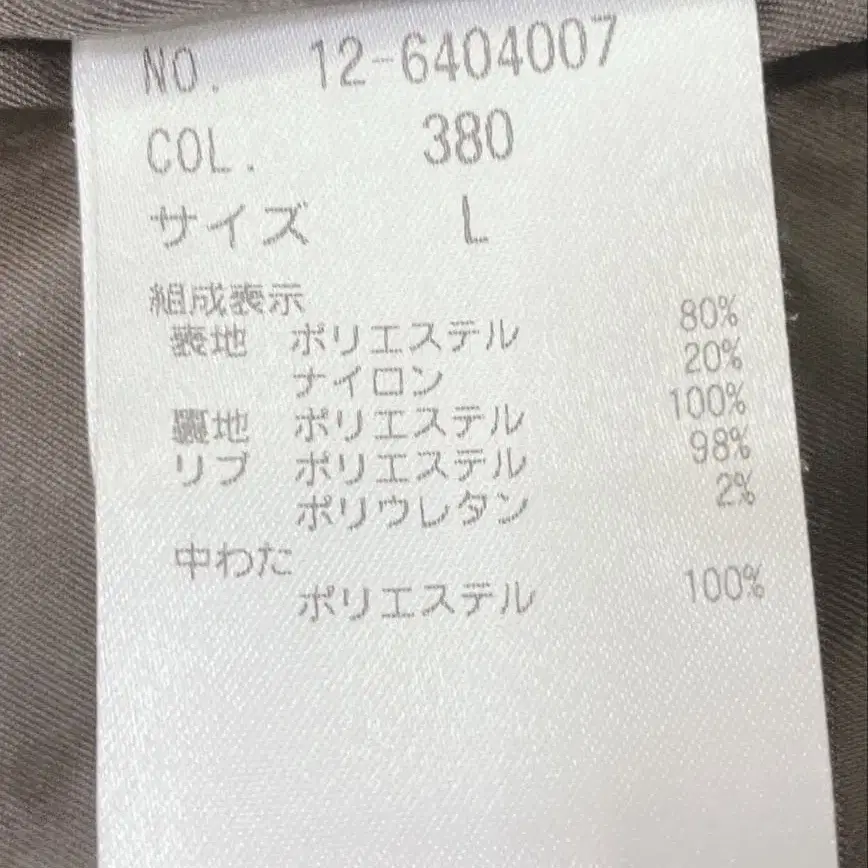 NO. 12-6404007
COL. 380
サイズ L
組成表示
表地 ポリエステル 80%
ナイロン 20%
裏地 ポリエステル 100%
リブ ポリエステル 98%
ポリウレタン 2%
中わた
ポリエステル 100%